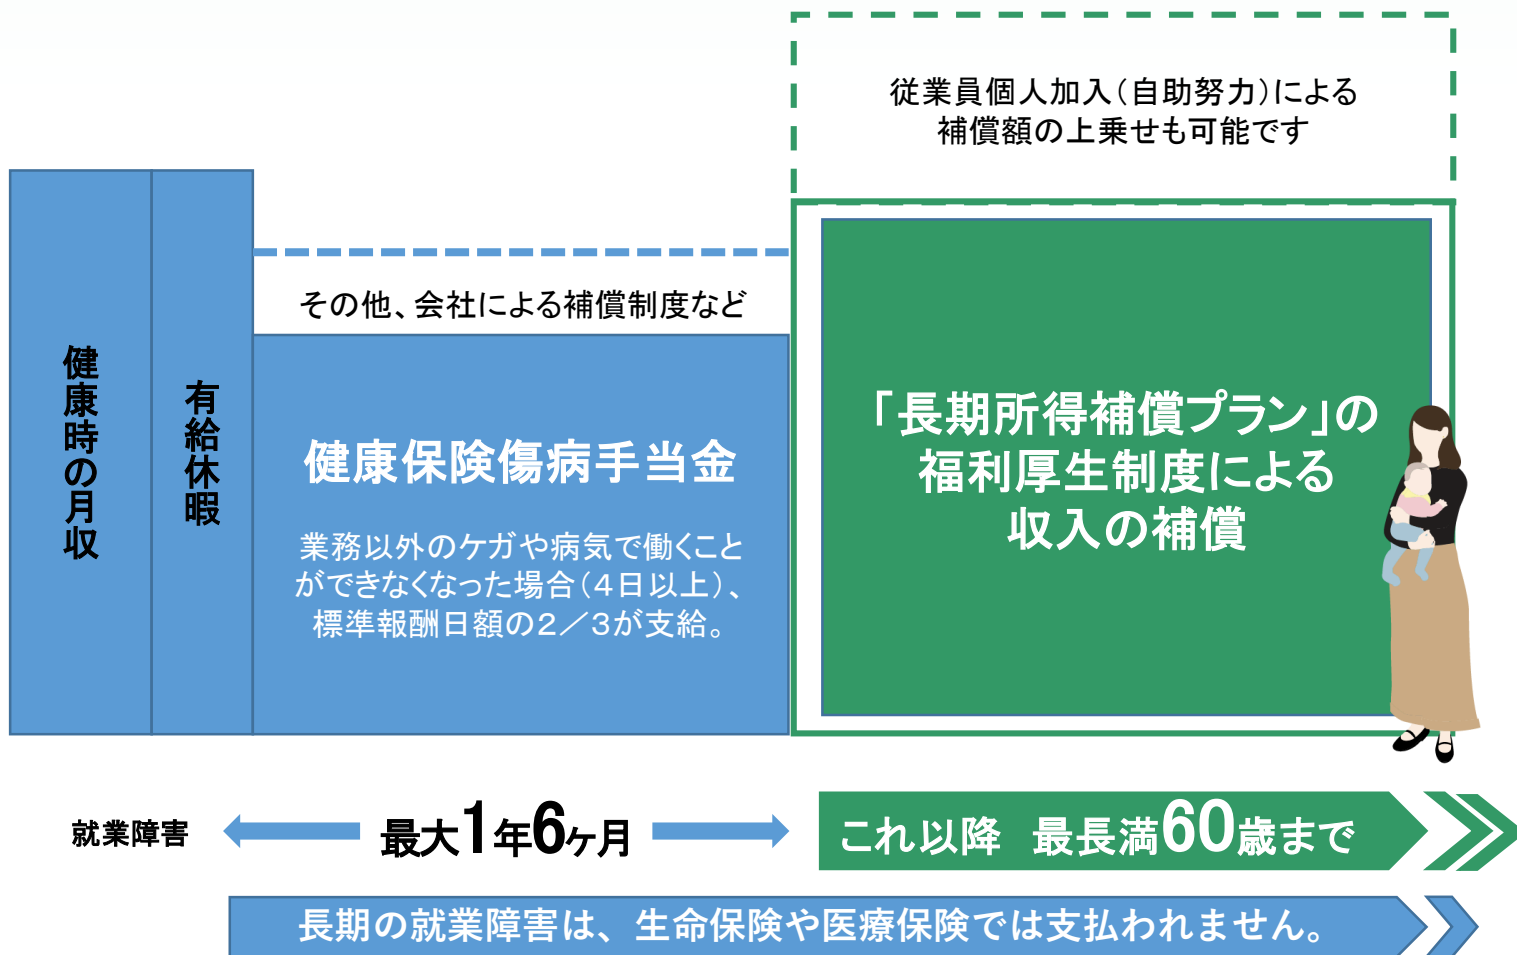 従業員個人加入（自助努力）による
補償額の上乗せも可能です
健康時の月収
有給休暇
その他、会社による補償制度など
健康保険傷病手当金
業務以外のケガや病気で働くこと
ができなくなった場合（４日以上）、
標準報酬日額の２／３が支給。
「長期所得補償プラン」の
福利厚生制度による
収入の補償
就業障害
最大1年6ヶ月
これ以降　最長満60歳まで
長期の就業障害は、生命保険や医療保険では支払われません。